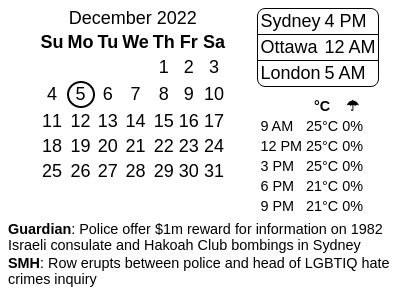 December 2022
Su Mo Tu We Th Fr Sa
1 2 3
4 5 6 7 8 9 10
11 12 13 14 15 16 17
18 19 20 21 22 23 24
25 26 27 28 29 30 31
Sydney 4 PM
Ottawa 12 AM
London 5 AM
°C ☂
9 AM 25°C 0%
12 PM 25°C 0%
3 PM 25°C 0%
6 PM 21°C 0%
9 PM 21°C 0%
Guardian: Police offer $1m reward for information on 1982
Israeli consulate and Hakoah Club bombings in Sydney
SMH: Row erupts between police and head of LGBTIQ hate
crimes inquiry